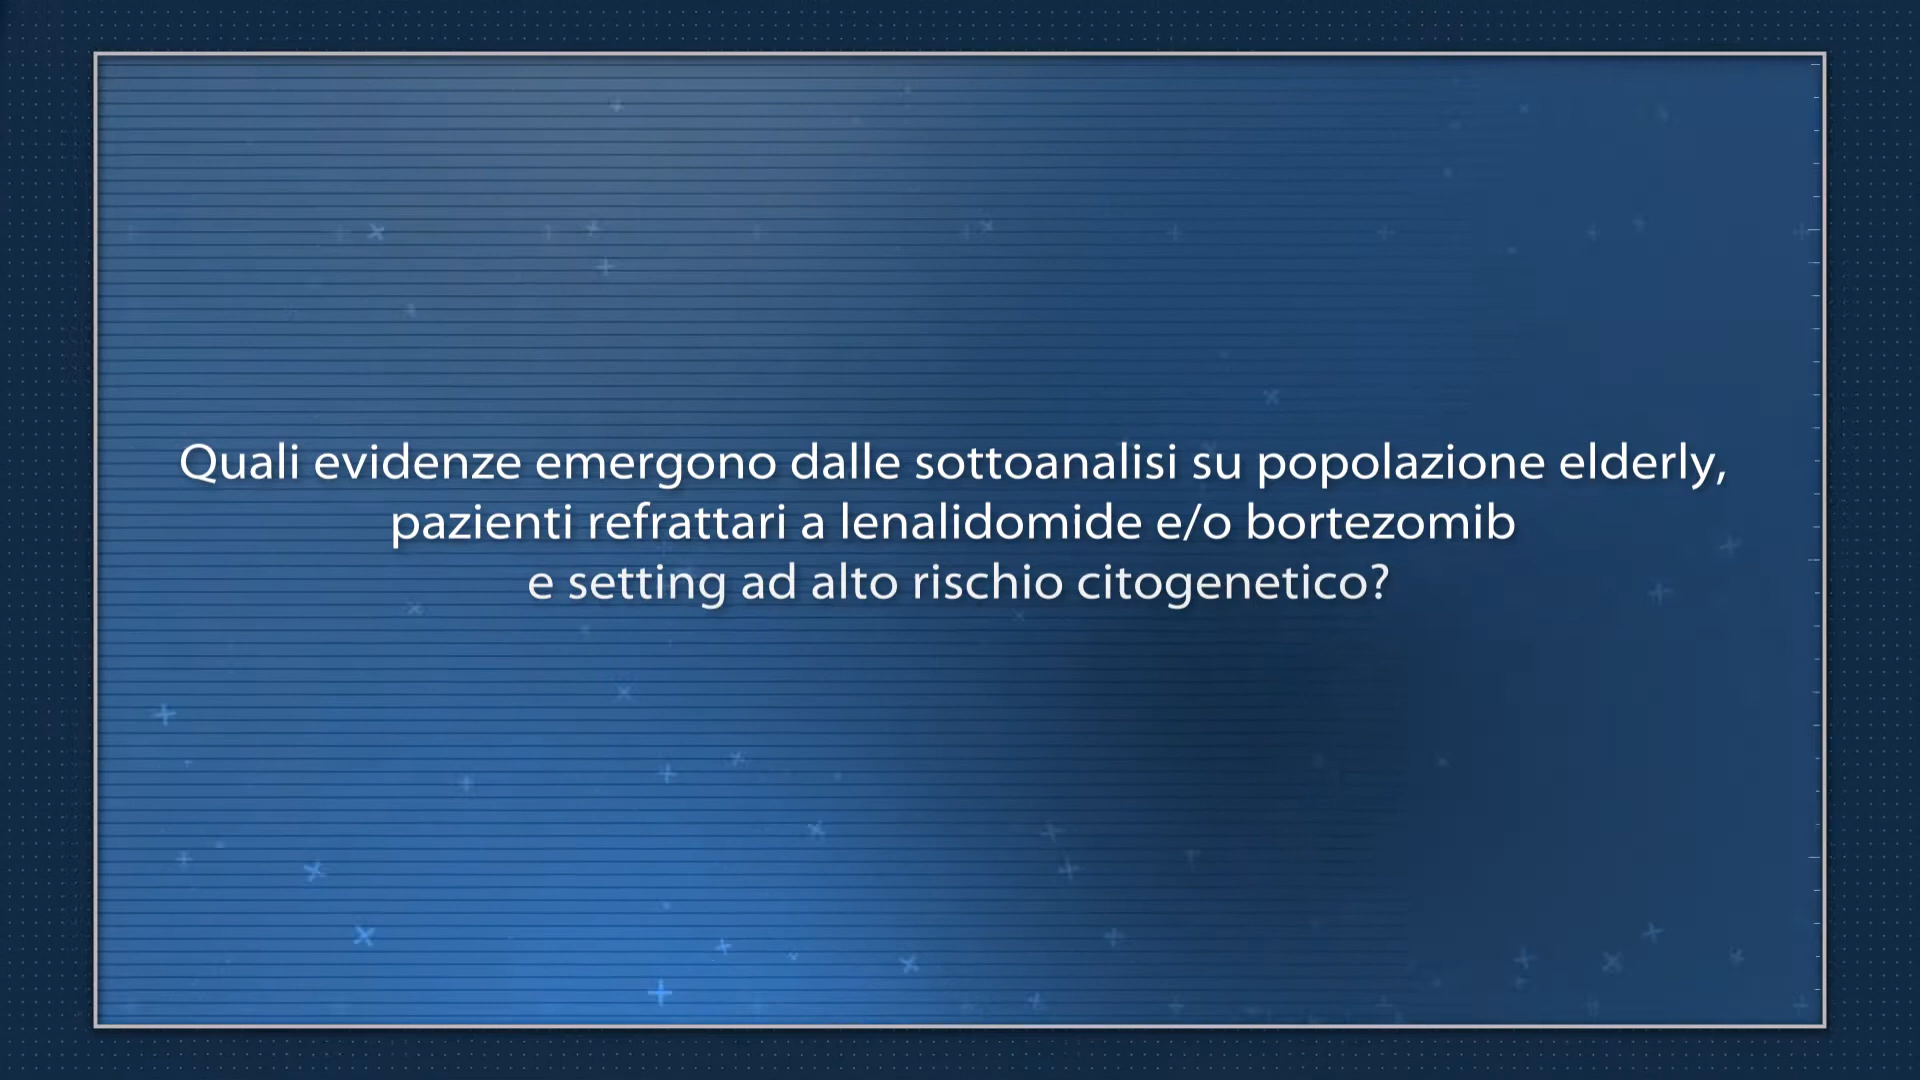 Quali evidenze emergono dalle sottoanalisi su popolazione elderly,
pazienti refrattari a lenalidomide e/o bortezomib
e setting ad alto rischio citogenetico?